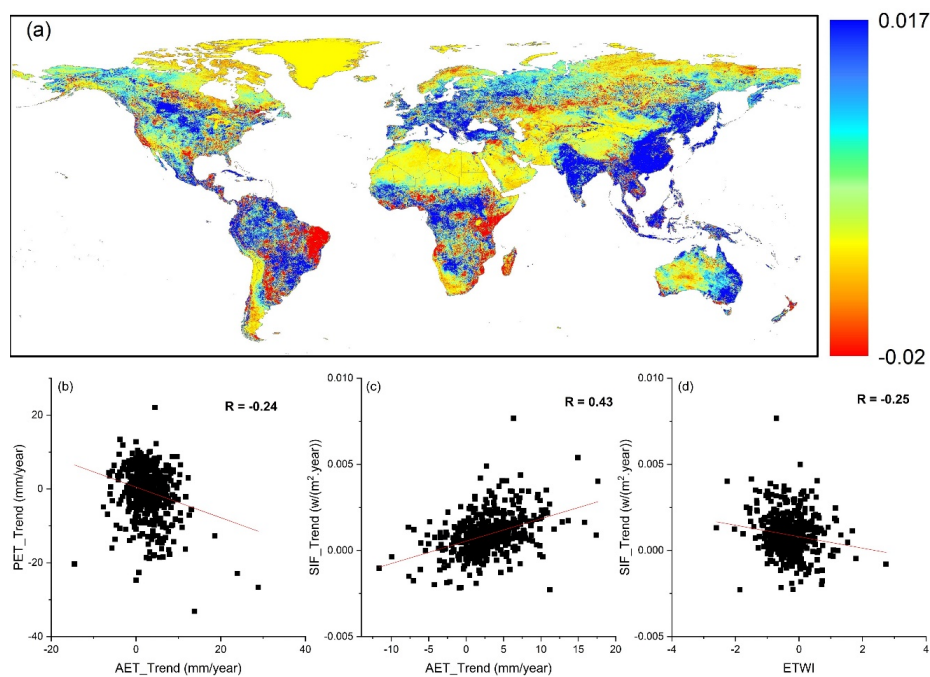 (a)
0.017
-0.02
(b)
R = -0.24
20
0
-20
-40
-20
0
20
40
PET_Trend (mm/year)
AET_Trend (mm/year)
(c)
R = 0.43
0.010
0.005
0.000
-0.005
-10
-5
0
5
10
15
SIF_Trend (w/(m².year))
AET_Trend (mm/year)
(d)
R = -0.25
0.010
0.005
0.000
-0.005
-4
-2
0
2
4
SIF_Trend (w/(m².year))
ETWI